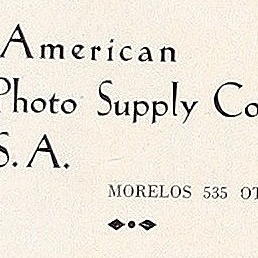 American
Photo Supply Co
S. A.
MORELOS 535 OT